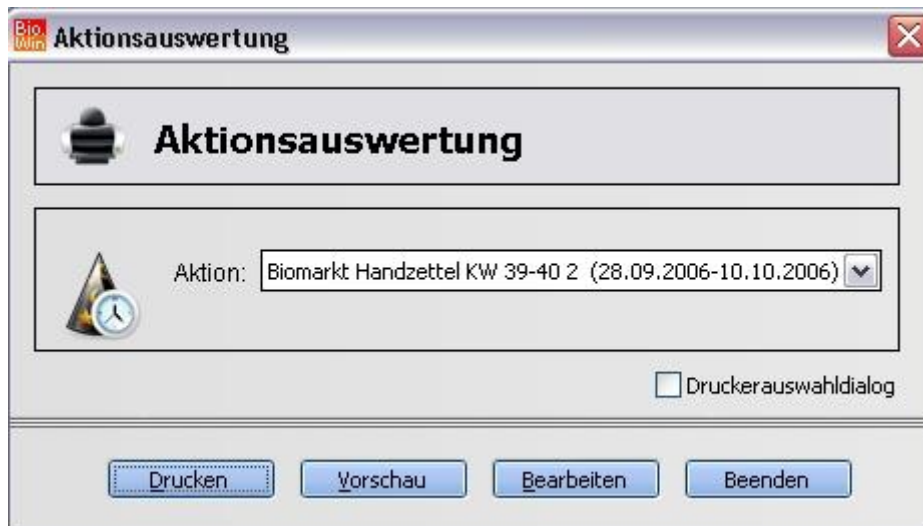 Bio Win Aktionsauswertung
Aktionsauswertung
Aktion: Biomarkt Handzettel KW 39-40 2 (28.09.2006-10.10.2006)
Druckerauswahldialog
Drucken Vorschau Bearbeiten Beenden